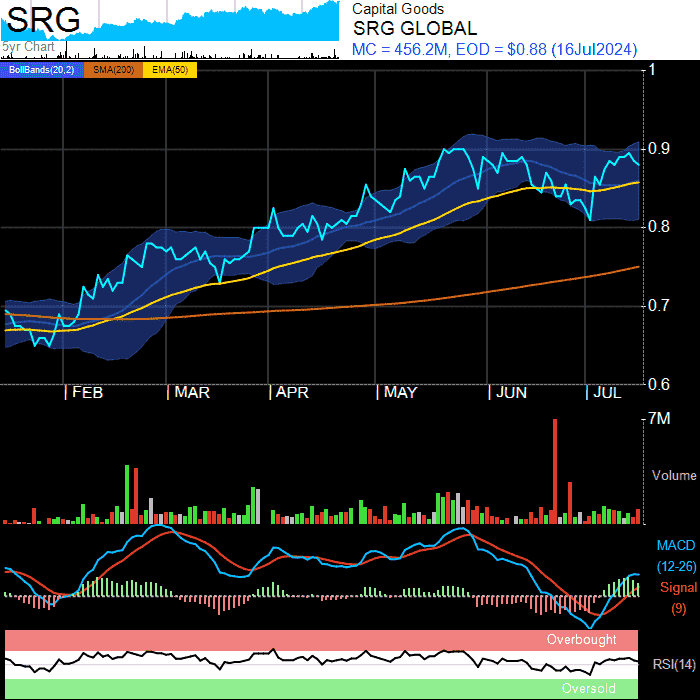 SRG
5yr Chart
Capital Goods
SRG GLOBAL
MC = 456.2M, EOD = $0.88 (16Jul2024)
BollBands(20,2) SMA(200) EMA(50)
1
0.9
0.8
0.7
0.6
FEB MAR APR MAY JUN JUL
7M
Volume
MACD
(12-26)
Signal
(9)
Overbought
RSI(14)
Oversold